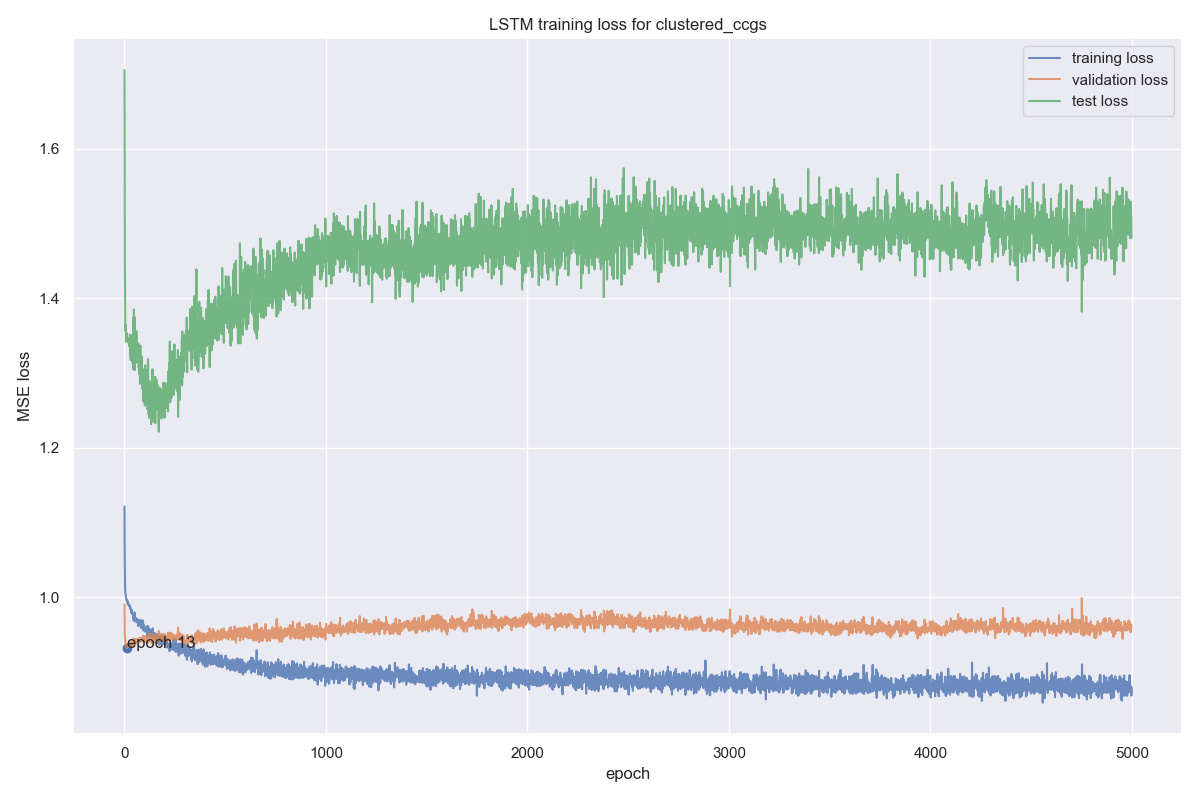 LSTM training loss for clustered_ccgs
training loss
validation loss
test loss
1.6
1.4
1.2
1.0
MSE loss
epoch 13
0
1000
2000
3000
4000
5000
epoch